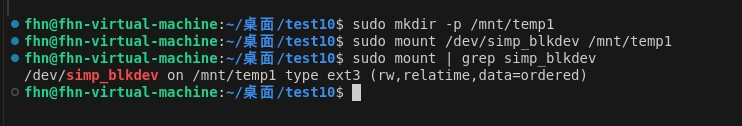 fhn@fhn-virtual-machine:~/桌面/test10$ sudo mkdir -p /mnt/temp1
fhn@fhn-virtual-machine:~/桌面/test10$ sudo mount /dev/simp_blkdev /mnt/temp1
fhn@fhn-virtual-machine:~/桌面/test10$ sudo mount | grep simp_blkdev
/dev/simp_blkdev on /mnt/temp1 type ext3 (rw,relatime,data=ordered)
fhn@fhn-virtual-machine:~/桌面/test10$